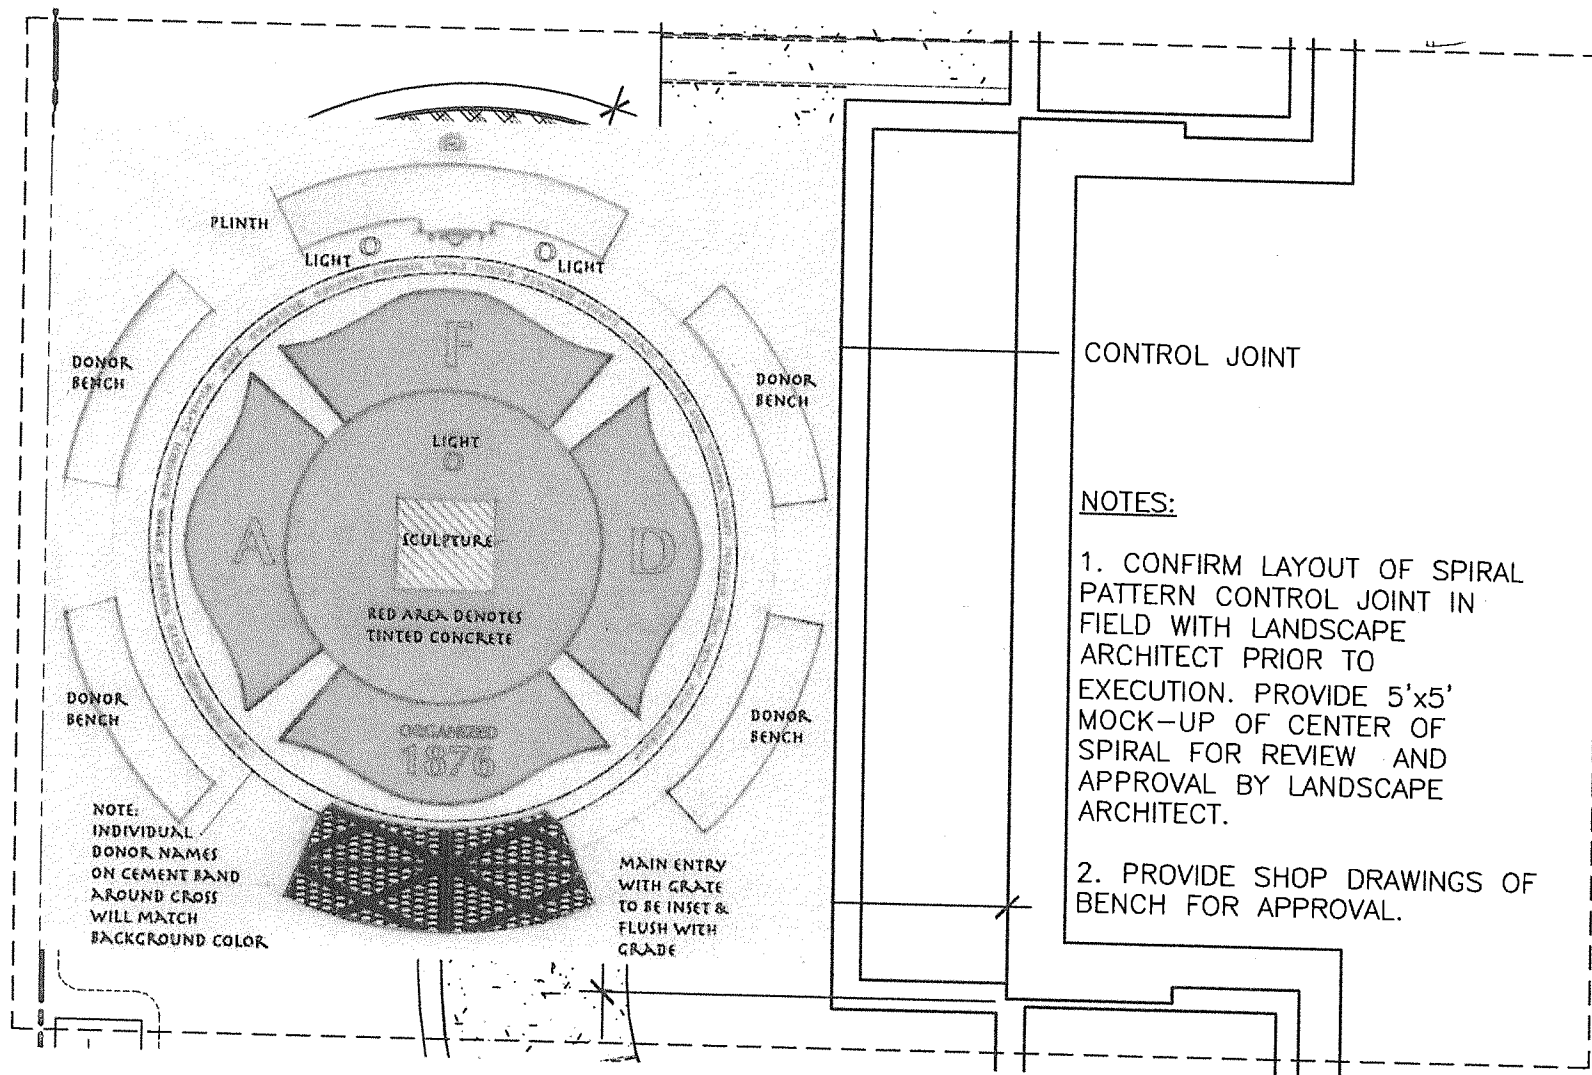 PLINTH
LIGHT
LIGHT
F
DONOR
BENCH
DONOR
BENCH
CONTROL JOINT
LIGHT
A
SCULPTURE
D
RED AREA DENOTES
TINTED CONCRETE
DONOR
BENCH
DONOR
BENCH
ORGANIZED
1876
NOTE:
INDIVIDUAL
DONOR NAMES
ON CEMENT BAND
AROUND CROSS
WILL MATCH
BACKGROUND COLOR
MAIN ENTRY
WITH GRATE
TO BE INSET &
FLUSH WITH
GRADE
NOTES:
1. CONFIRM LAYOUT OF SPIRAL
PATTERN CONTROL JOINT IN
FIELD WITH LANDSCAPE
ARCHITECT PRIOR TO
EXECUTION. PROVIDE 5'x5'
MOCK-UP OF CENTER OF
SPIRAL FOR REVIEW AND
APPROVAL BY LANDSCAPE
ARCHITECT.
2. PROVIDE SHOP DRAWINGS OF
BENCH FOR APPROVAL.